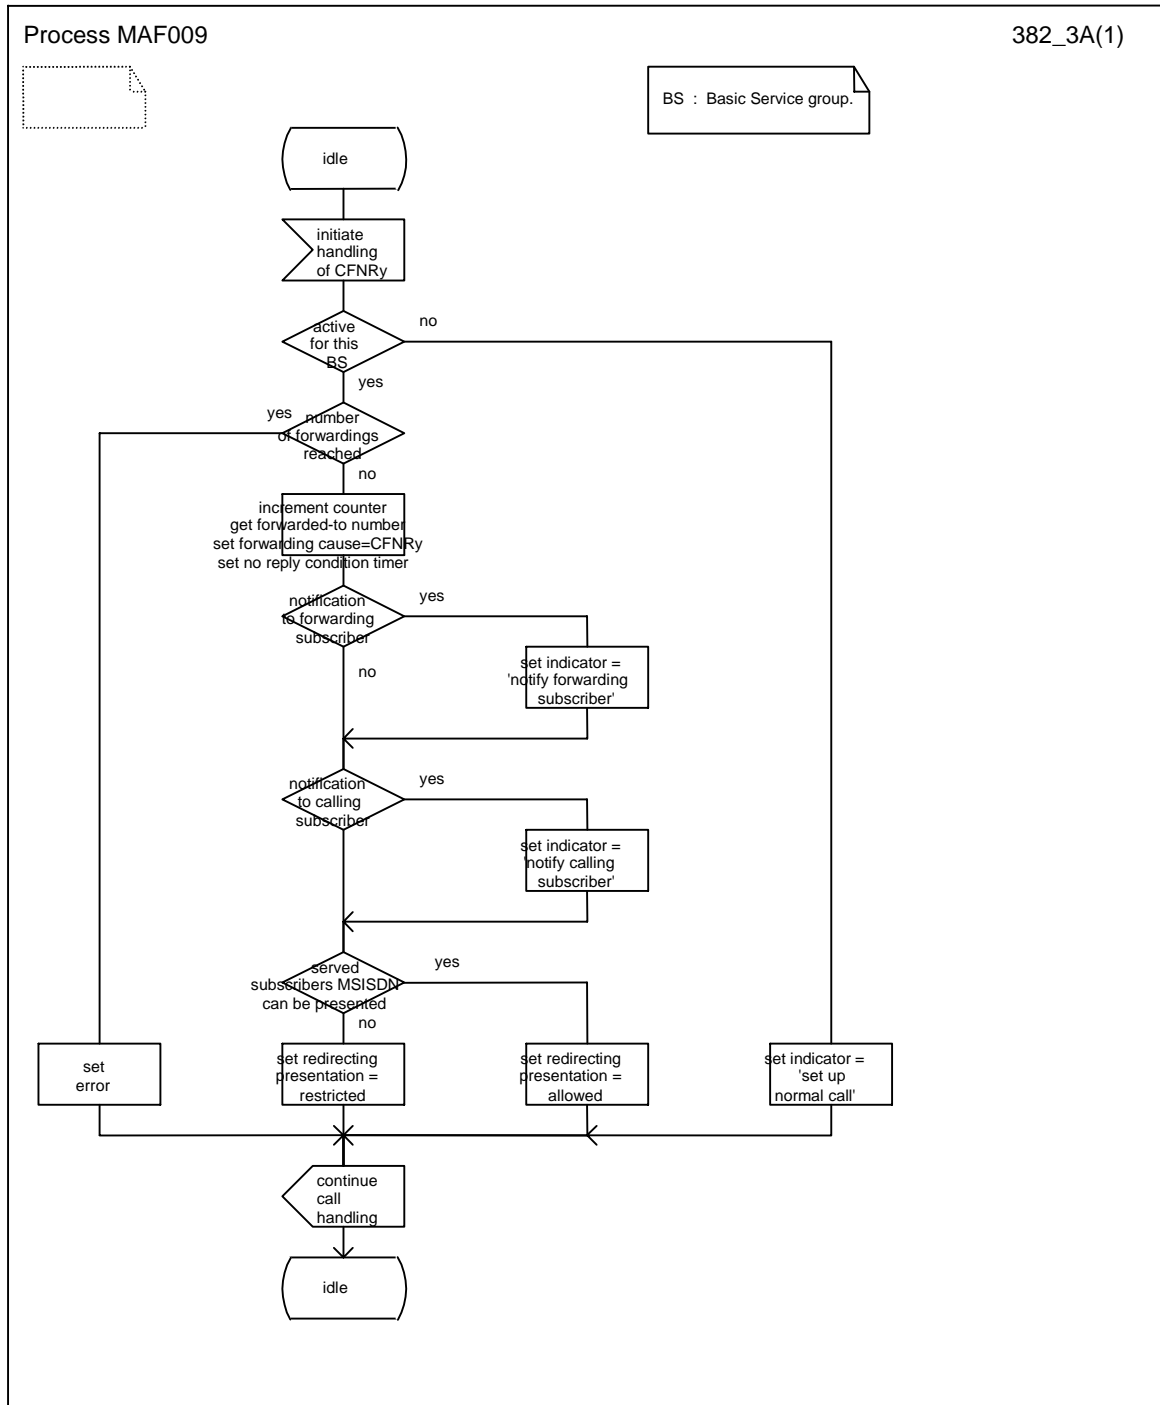 Process MAF009
382_3A(1)
BS : Basic Service group.
idle
initiate
handling
of CFNRy
active
for this
BS
no
yes
number
of forwardings
reached
yes
no
increment counter
get forwarded-to number
set forwarding cause=CFNRy
set no reply condition timer
notification
to forwarding
subscriber
yes
no
set indicator =
'notify forwarding
subscriber'
notification
to calling
subscriber
yes
set indicator =
'notify calling
subscriber'
served
subscribers MSISDN
can be presented
yes
no
set
error
set redirecting
presentation =
restricted
set redirecting
presentation =
allowed
set indicator =
'set up
normal call'
continue
call
handling
idle